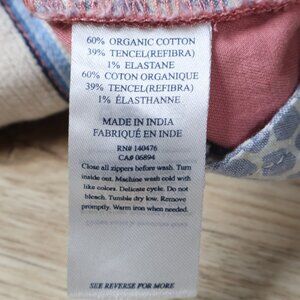 60% ORGANIC COTTON
39% TENCEL(REFIBRA)
1% ELASTANE
60% COTON ORGANIQUE
39% TENCEL(REFIBRA)
1% ÉLASTHANNE
MADE IN INDIA
FABRIQUÉ EN INDE
RN# 140476
CA# 06894
Close all zippers before wash. Turn
inside out. Machine wash cold with
like colors. Delicate cycle. Do not
bleach. Tumble dry low. Remove
promptly. Warm iron when needed.
SEE REVERSE FOR MORE